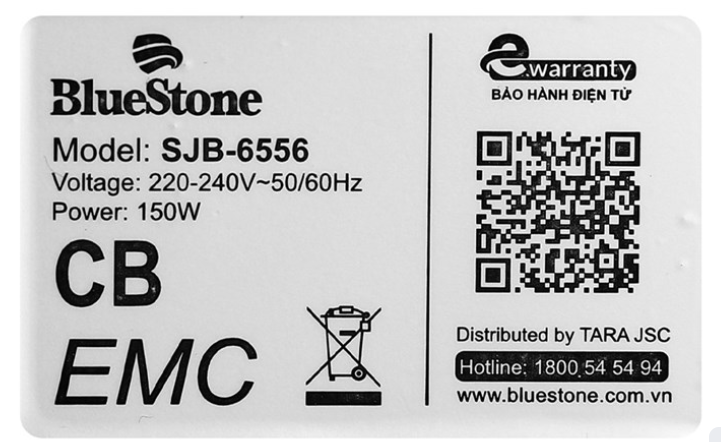 BlueStone
Model: SJB-6556
Voltage: 220-240V~50/60Hz
Power: 150W
CB
EMC
e.warranty
BẢO HÀNH ĐIỆN TỬ
Distributed by TARA JSC
Hotline: 1800 54 54 94
www.bluestone.com.vn